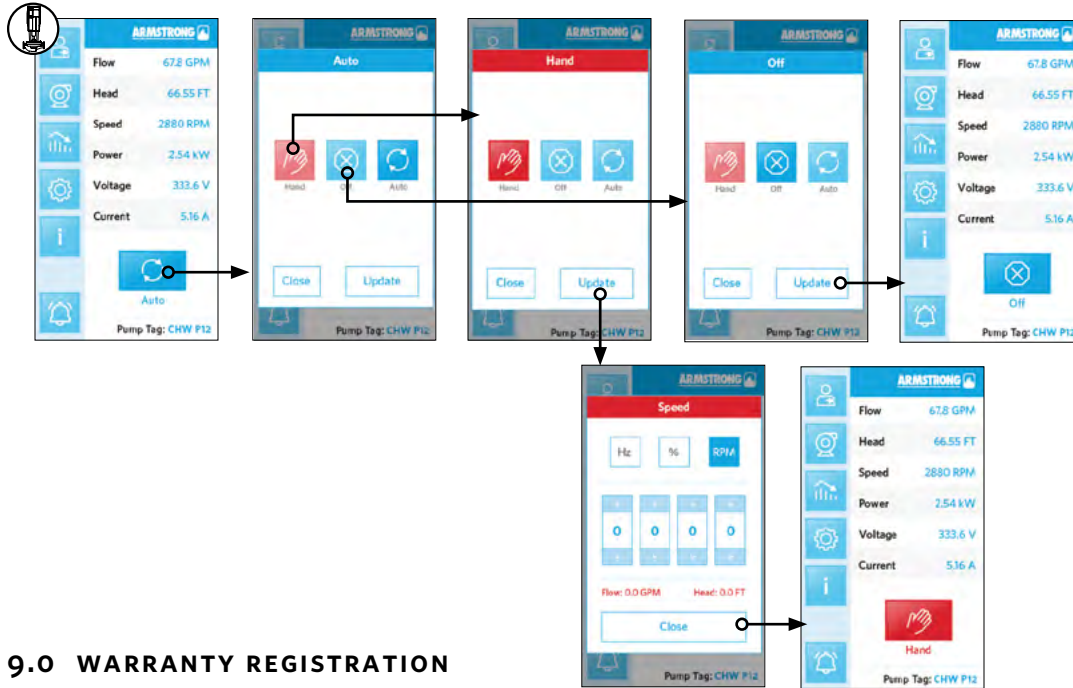 ARMSTRONG
Flow 67.8 GPM
Head 66.55 FT
Speed 2880 RPM
Power 2.54 kW
Voltage 333.6 V
Current 5.16 A
i
Auto
Pump Tag: CHW P12
ARMSTRONG
Auto
Hand Off Auto
Close Update
Pump Tag: CHW P12
ARMSTRONG
Hand
Hand Off Auto
Close Update
Pump Tag: CHW P12
ARMSTRONG
Off
Hand Off Auto
Close Update
Pump Tag: CHW P12
ARMSTRONG
Flow 67.8 GPM
Head 66.55 FT
Speed 2880 RPM
Power 2.54 kW
Voltage 333.6 V
Current 5.16 A
i
Off
Pump Tag: CHW P12
ARMSTRONG
Speed
Hz % RPM
0 0 0 0
Flow: 0.0 GPM Head: 0.0 FT
Close
Pump Tag: CHW P12
ARMSTRONG
Flow 67.8 GPM
Head 66.55 FT
Speed 2880 RPM
Power 2.54 kW
Voltage 333.6 V
Current 5.16 A
i
Hand
Pump Tag: CHW P12
9.0 WARRANTY REGISTRATION